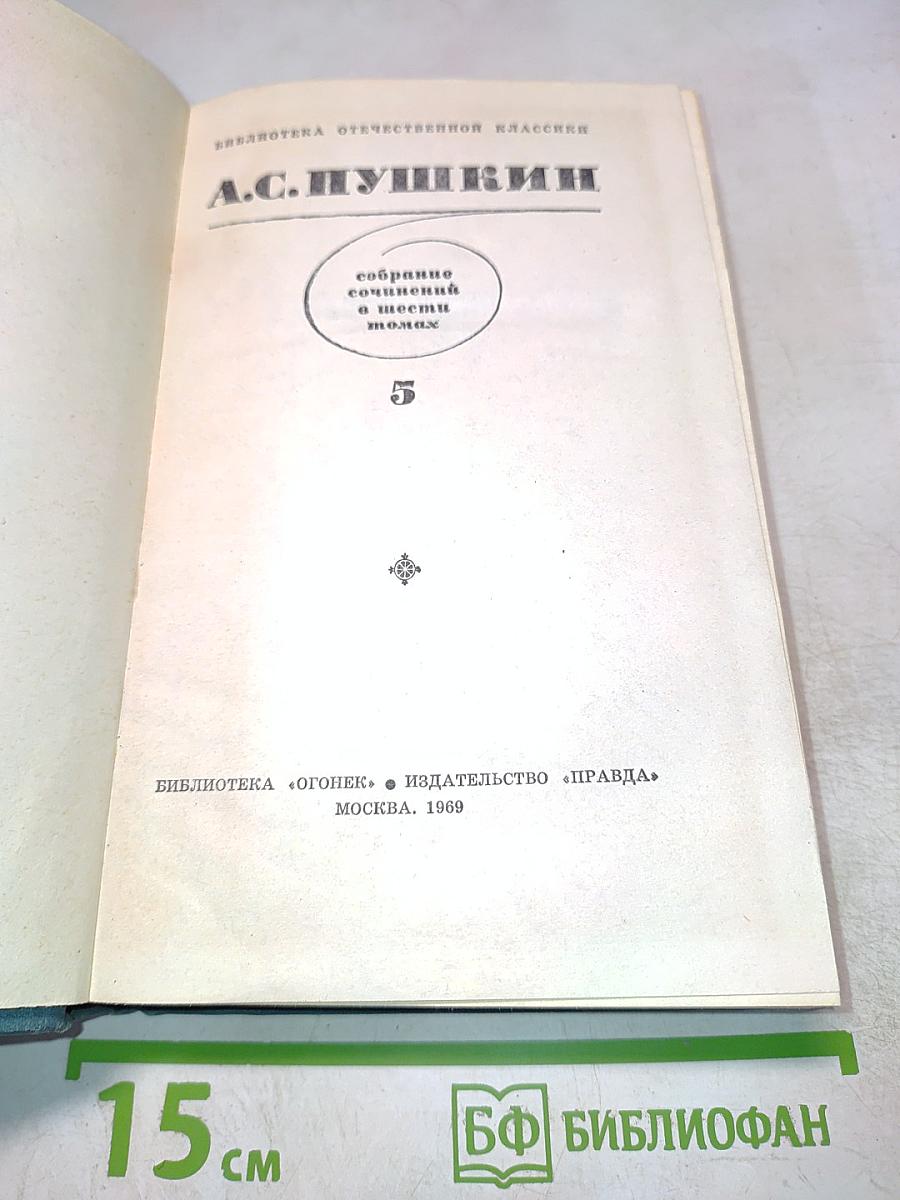 БИБЛИОТЕКА ОТЕЧЕСТВЕННОЙ КЛАССИКИ
А.С.ПУШКИН
собрание
сочинений
в шести
томах
5
БИБЛИОТЕКА «ОГОНЕК» ● ИЗДАТЕЛЬСТВО «ПРАВДА»
МОСКВА. 1969
15 см
БФ БИБЛИОФАН